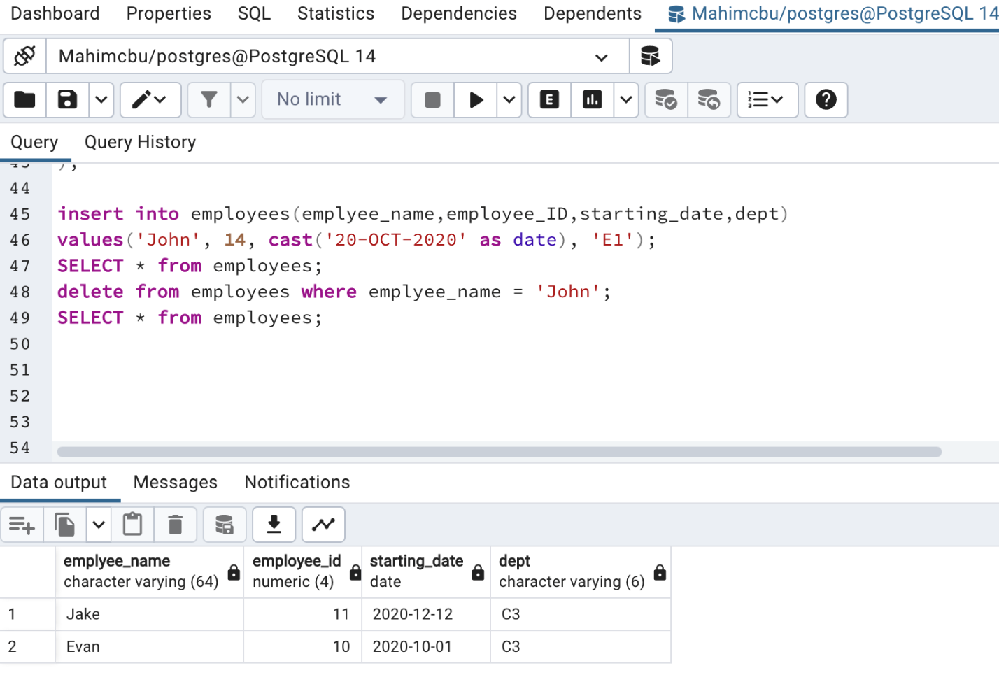 Dashboard Properties SQL Statistics Dependencies Dependents Mahimcbu/postgres@PostgreSQL 14
Mahimcbu/postgres@PostgreSQL 14
No limit E
Query Query History
43 );
44
45 insert into employees(emplyee_name,employee_ID,starting_date,dept)
46 values('John', 14, cast('20-OCT-2020' as date), 'E1');
47 SELECT * from employees;
48 delete from employees where emplyee_name = 'John';
49 SELECT * from employees;
50
51
52
53
54
Data output Messages Notifications
emplyee_name employee_id starting_date dept
character varying (64) numeric (4) date character varying (6)
1 Jake 11 2020-12-12 C3
2 Evan 10 2020-10-01 C3